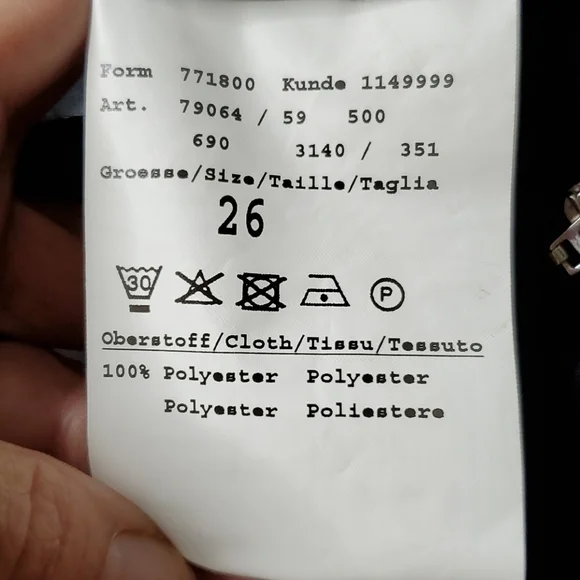 Form 771800 Kunde 1149999
Art. 79064 / 59 500
690 3140 / 351
Groesse/Size/Taille/Taglia
26
30 P
Oberstoff/Cloth/Tissu/Tessuto
100% Polyester Polyester
Polyester Poliestere